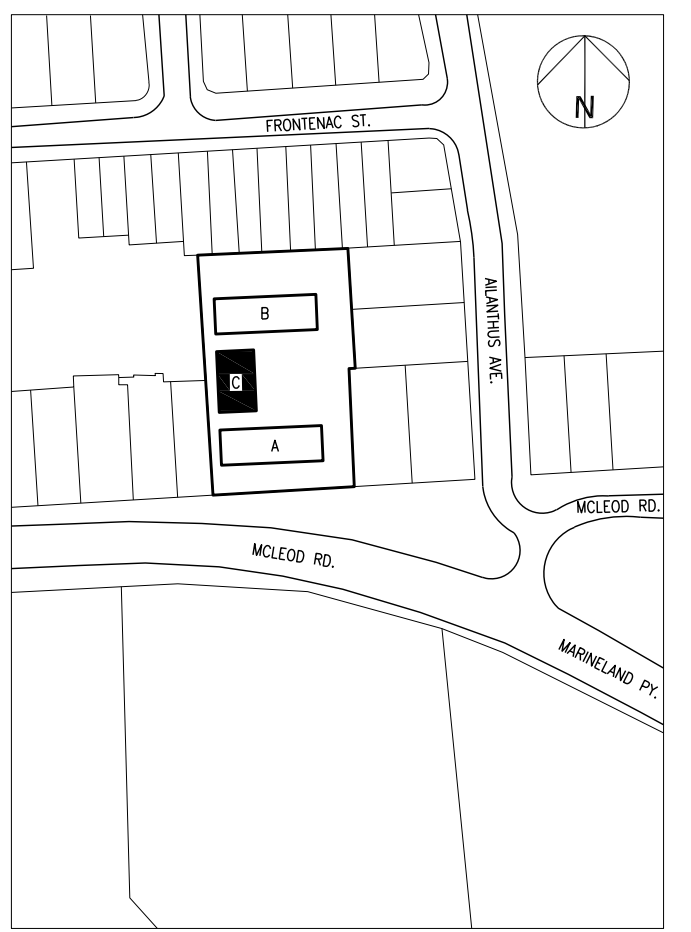 N
FRONTENAC ST.
AILANTHUS AVE.
B
C
A
MCLEOD RD.
MCLEOD RD.
MARINELAND PY.